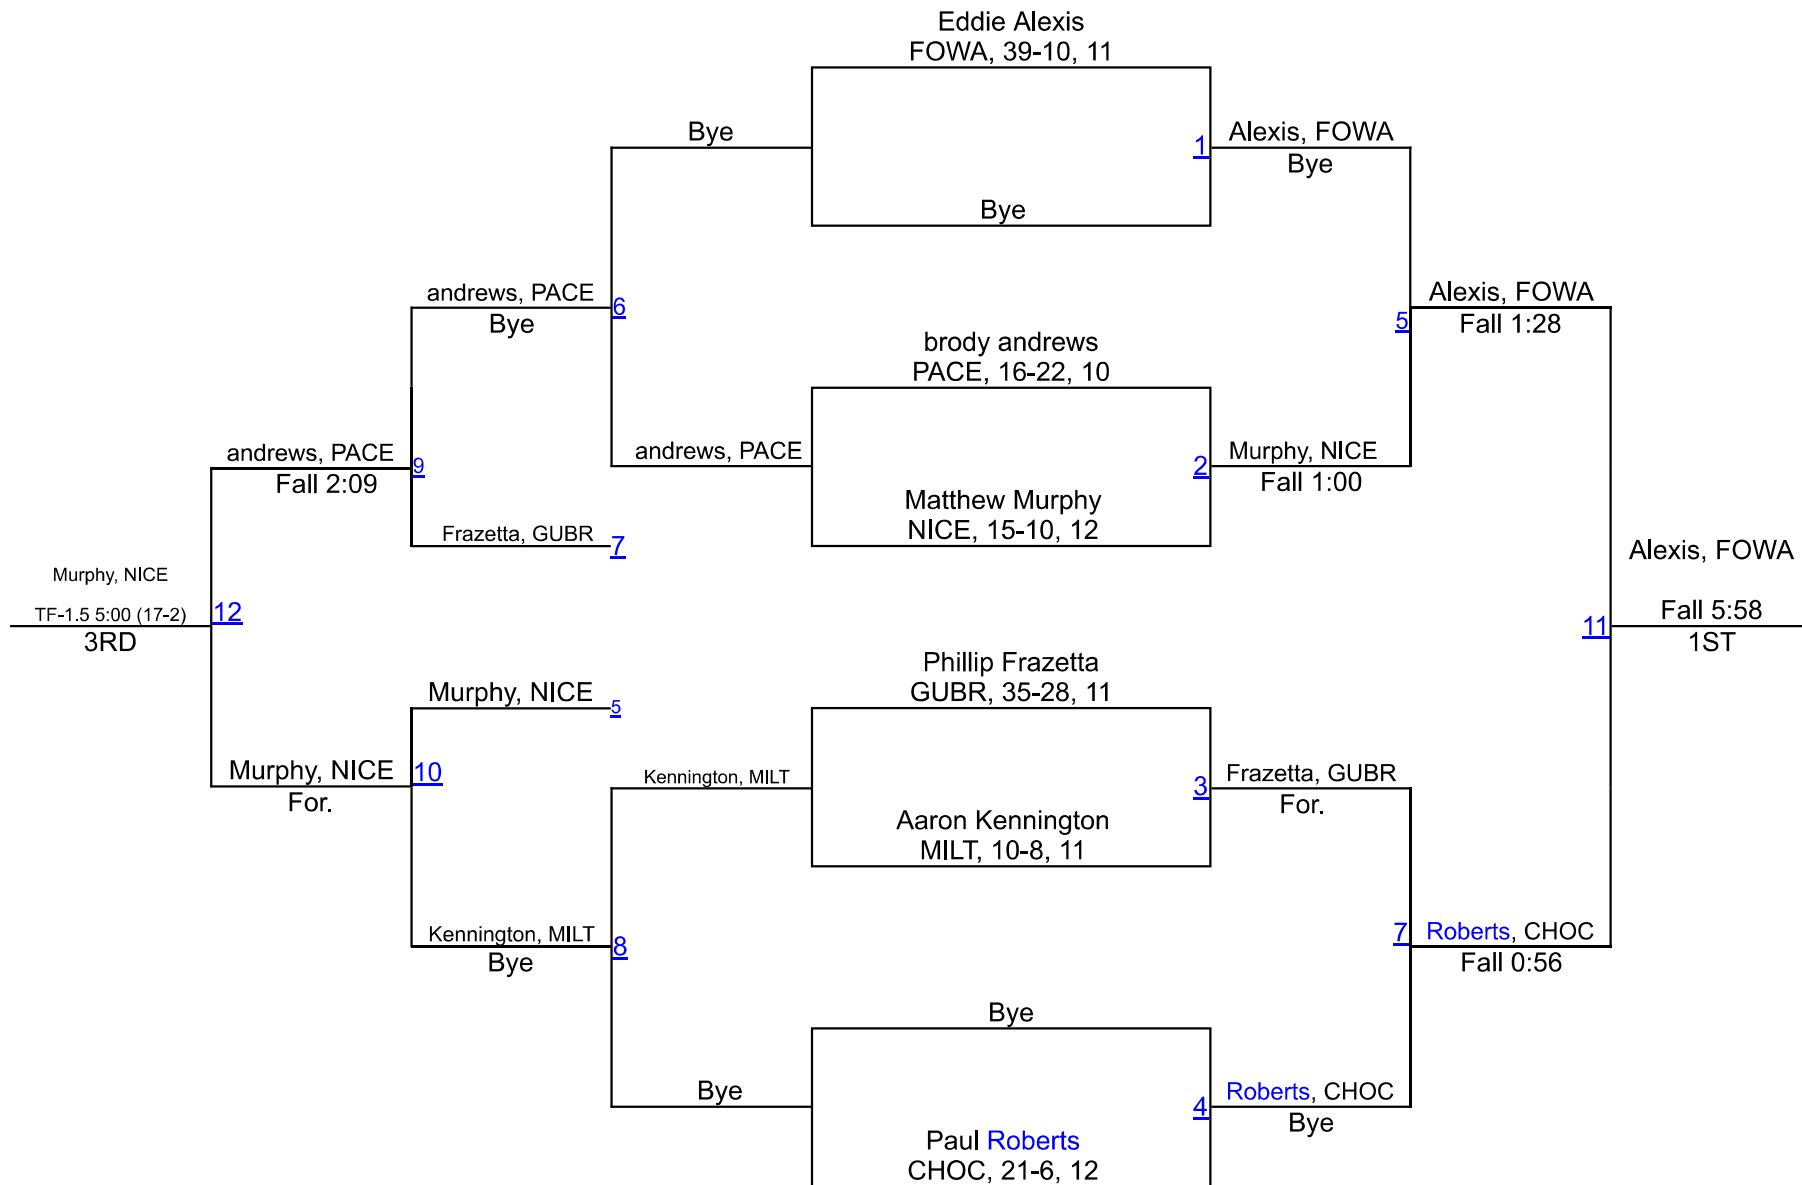 Eddie Alexis
FOWA, 39-10, 11
Bye
1
Alexis, FOWA
Bye
Bye
andrews, PACE
6
Bye
Alexis, FOWA
5
Fall 1:28
brody andrews
PACE, 16-22, 10
andrews, PACE
9
Fall 2:09
andrews, PACE
2
Murphy, NICE
Fall 1:00
Matthew Murphy
NICE, 15-10, 12
Frazetta, GUBR
7
Murphy, NICE
TF-1.5 5:00 (17-2)
12
3RD
Alexis, FOWA
Fall 5:58
11
1ST
Phillip Frazetta
GUBR, 35-28, 11
Murphy, NICE
5
Murphy, NICE
10
For.
Kennington, MILT
3
Frazetta, GUBR
For.
Aaron Kennington
MILT, 10-8, 11
Kennington, MILT
8
Bye
7
Roberts, CHOC
Fall 0:56
Bye
Bye
4
Roberts, CHOC
Bye
Paul Roberts
CHOC, 21-6, 12